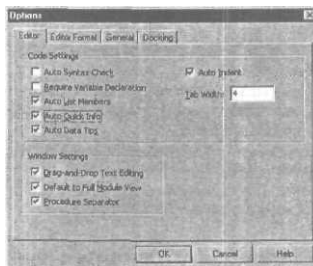 Options
Editor Editor Format General Docking
Code Settings
Auto Syntax Check
Require Variable Declaration
Auto List Members
Auto Quick Info
Auto Data Tips
Auto Indent
Tab Width: 4
Window Settings
Drag-and-Drop Text Editing
Default to Full Module View
Procedure Separator
OK Cancel Help